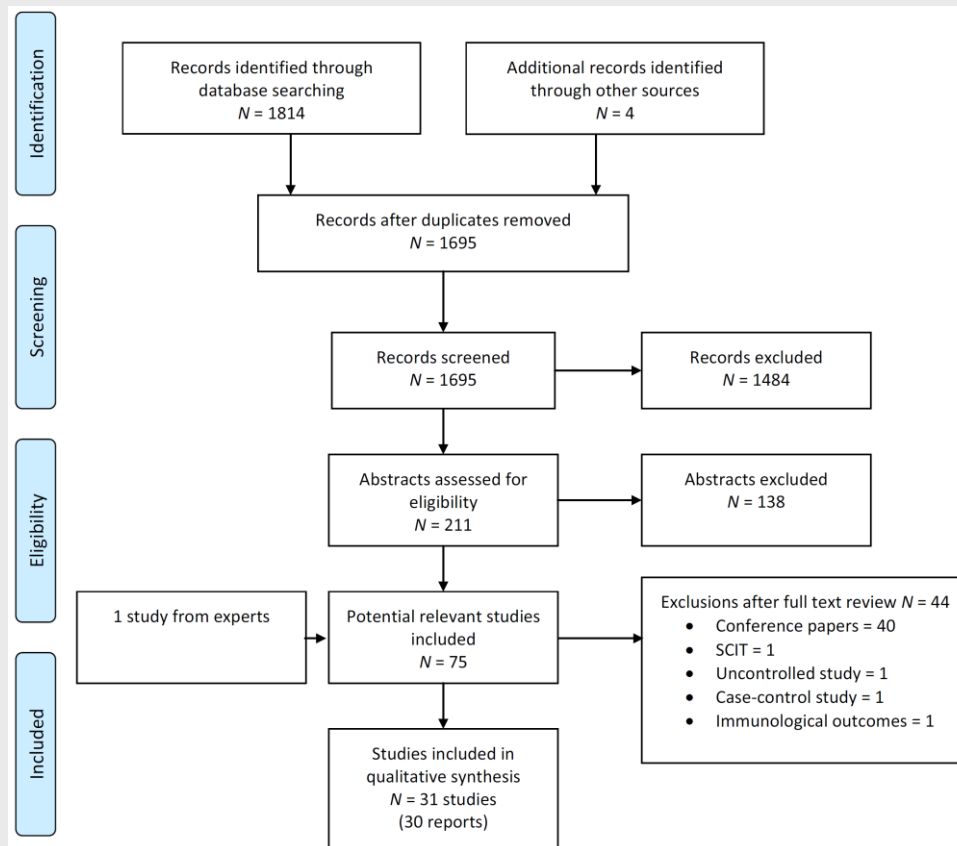 Identification
Records identified through
database searching
N = 1814
Additional records identified
through other sources
N = 4
Records after duplicates removed
N = 1695
Screening
Records screened
N = 1695
Records excluded
N = 1484
Eligibility
Abstracts assessed for
eligibility
N = 211
Abstracts excluded
N = 138
1 study from experts
Potential relevant studies
included
N = 75
Exclusions after full text review N = 44
• Conference papers = 40
• SCIT = 1
• Uncontrolled study = 1
• Case-control study = 1
• Immunological outcomes = 1
Included
Studies included in
qualitative synthesis
N = 31 studies
(30 reports)